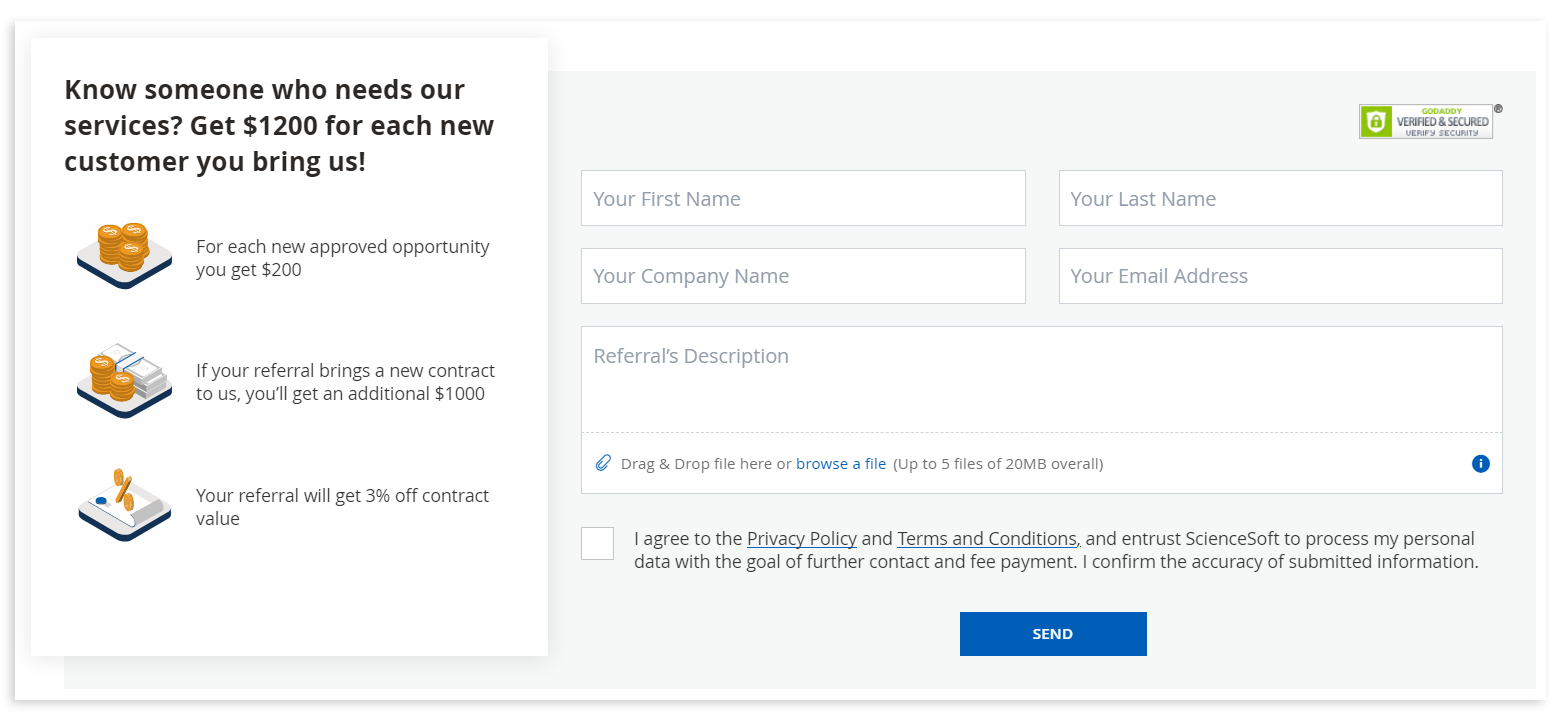 Know someone who needs our
services? Get $1200 for each new
customer you bring us!
For each new approved opportunity
you get $200
If your referral brings a new contract
to us, you’ll get an additional $1000
Your referral will get 3% off contract
value
GODADDY
VERIFIED & SECURED
VERIFY SECURITY
®
Your First Name
Your Last Name
Your Company Name
Your Email Address
Referral’s Description
Drag & Drop file here or browse a file (Up to 5 files of 20MB overall)
I agree to the Privacy Policy and Terms and Conditions, and entrust ScienceSoft to process my personal
data with the goal of further contact and fee payment. I confirm the accuracy of submitted information.
SEND